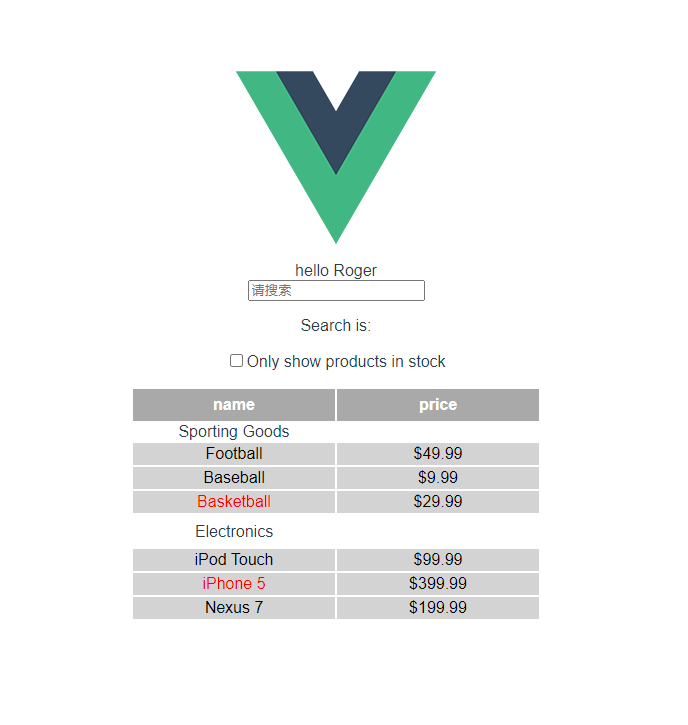 hello Roger
请搜索
Search is:
Only show products in stock
name price
Sporting Goods
Football $49.99
Baseball $9.99
Basketball $29.99
Electronics
iPod Touch $99.99
iPhone 5 $399.99
Nexus 7 $199.99